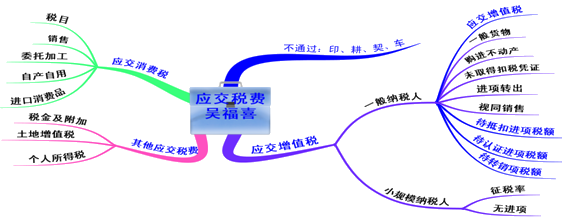 税目
销售
委托加工
自产自用
进口消费品
应交消费税
税金及附加
土地增值税
个人所得税
其他应交税费
应交税费
吴福喜
不通过：印、耕、契、车
应交增值税
一般纳税人
应交增值税
一般货物
购进不动产
未取得扣税凭证
进项转出
视同销售
待抵扣进项税额
待认证进项税额
待转销项税额
小规模纳税人
征税率
无进项